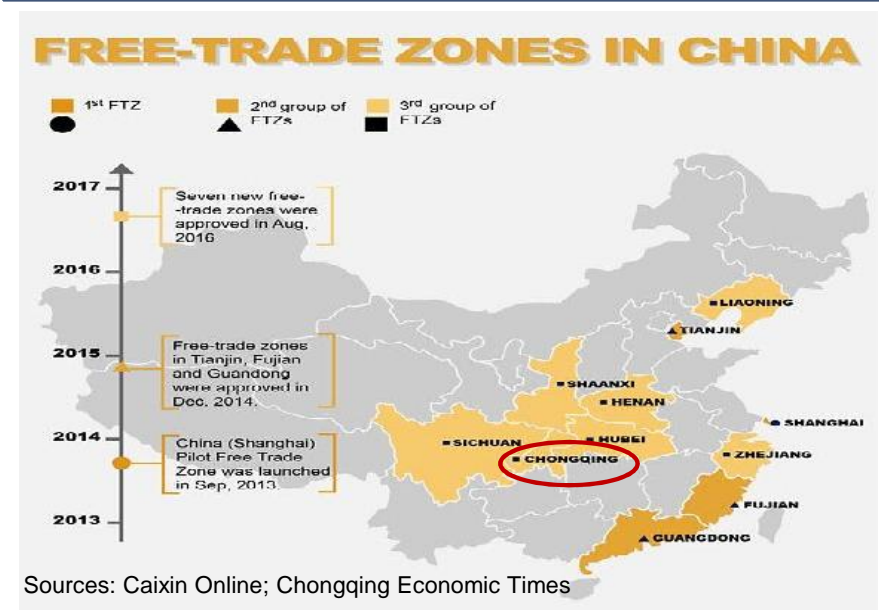 FREE-TRADE ZONES IN CHINA
1st FTZ
2nd group of
FTZs
3rd group of
FTZs
2017
Seven new free-
-trade zones were
approved in Aug,
2016
2016
2015
Free-trade zones
in Tianjin, Fujian
and Guandong
were approved in
Dec, 2014.
2014
China (Shanghai)
Pilot Free Trade
Zone was launched
in Sep, 2013.
2013
LIAONING
TIANJIN
SHAANXI
HENAN
SHANGHAI
SICHUAN
HUBEI
CHONGQING
ZHEJIANG
FUJIAN
GUANGDONG
Sources: Caixin Online; Chongqing Economic Times